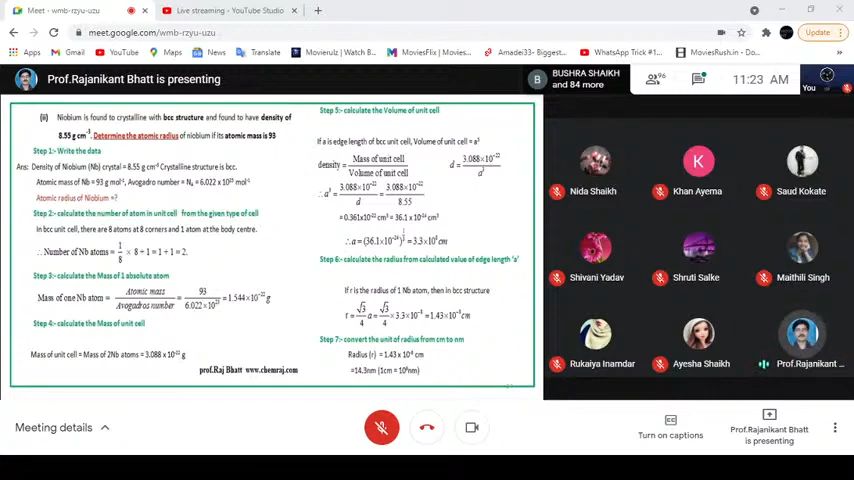 Meet - wmb-rzyu-uzu
Live streaming - YouTube Studio
meet.google.com/wmb-rzyu-uzu
Update
Apps
Gmail
YouTube
Maps
News
Translate
Movierulz | Watch B...
MoviesFlix | Movies...
Amadei33- Biggest...
WhatsApp Trick #1...
MoviesRush.in - Do...
Prof.Rajanikant Bhatt is presenting
B
BUSHRA SHAIKH
and 84 more
96
11:23 AM
You
(ii) Niobium is found to crystalline with bcc structure and found to have density of
8.55 g cm⁻³. Determine the atomic radius of niobium if its atomic mass is 93
Step 1:- Write the data
Ans: Density of Niobium (Nb) crystal = 8.55 g cm⁻³ Crystalline structure is bcc.
Atomic mass of Nb = 93 g mol⁻¹, Avogadro number = Nₐ = 6.022 x 10²³ mol⁻¹
Atomic radius of Niobium =?
Step 2:- calculate the number of atom in unit cell from the given type of cell
In bcc unit cell, there are 8 atoms at 8 corners and 1 atom at the body centre.
∴ Number of Nb atoms = 1/8 × 8 + 1 = 1 + 1 = 2.
Step 3:- calculate the Mass of 1 absolute atom
Mass of one Nb atom = Atomic mass / Avogadros number = 93 / 6.022×10²³ = 1.544×10⁻²² g
Step 4:- calculate the Mass of unit cell
Mass of unit cell = Mass of 2Nb atoms = 3.088 x 10⁻²² g
prof.Raj Bhatt www.chemraj.com
Step 5:- calculate the Volume of unit cell
If a is edge length of bcc unit cell, Volume of unit cell = a³
density = Mass of unit cell / Volume of unit cell d = 3.088×10⁻²² / a³
∴ a³ = 3.088×10⁻²² / d = 3.088×10⁻²² / 8.55
= 0.361x10⁻²² cm³ = 36.1 x 10⁻²⁴ cm³
∴ a = (36.1x10⁻²⁴)^1/3 = 3.3x10⁸ cm
Step 6:- calculate the radius from calculated value of edge length 'a'
If r is the radius of 1 Nb atom, then in bcc structure
r = √3/4 a = √3/4 × 3.3×10⁻⁸ = 1.43×10⁻⁸ cm
Step 7:- convert the unit of radius from cm to nm
Radius (r) = 1.43 x 10⁻⁸ cm
=14.3nm (1cm = 10⁹nm)
Nida Shaikh
K
Khan Ayema
Saud Kokate
Shivani Yadav
Shruti Salke
Maithili Singh
Rukaiya Inamdar
Ayesha Shaikh
Prof.Rajanikant ...
Meeting details
Turn on captions
Prof.Rajanikant Bhatt
is presenting